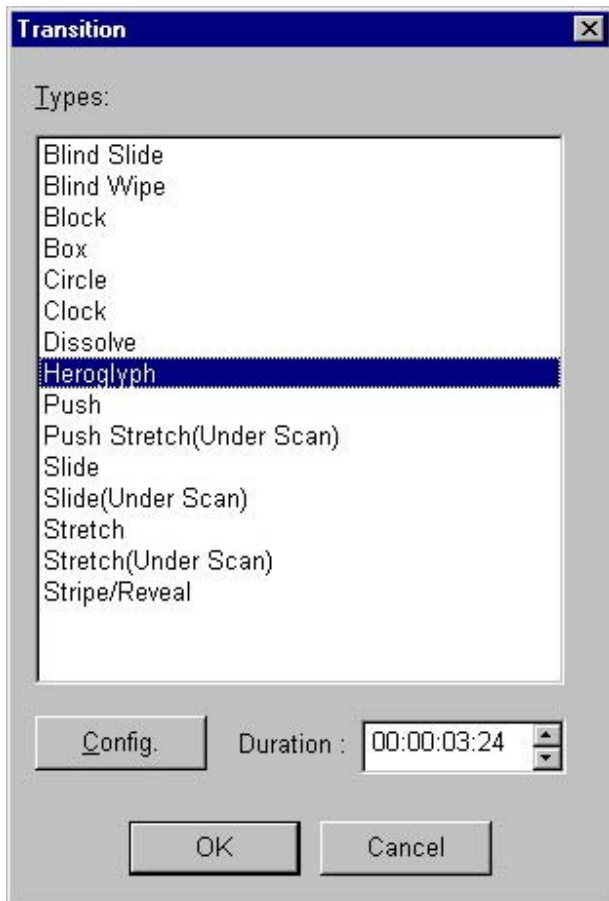 Transition
Types:
Blind Slide
Blind Wipe
Block
Box
Circle
Clock
Dissolve
Heroglyph
Push
Push Stretch(Under Scan)
Slide
Slide(Under Scan)
Stretch
Stretch(Under Scan)
Stripe/Reveal
Config. Duration : 00:00:03:24
OK Cancel